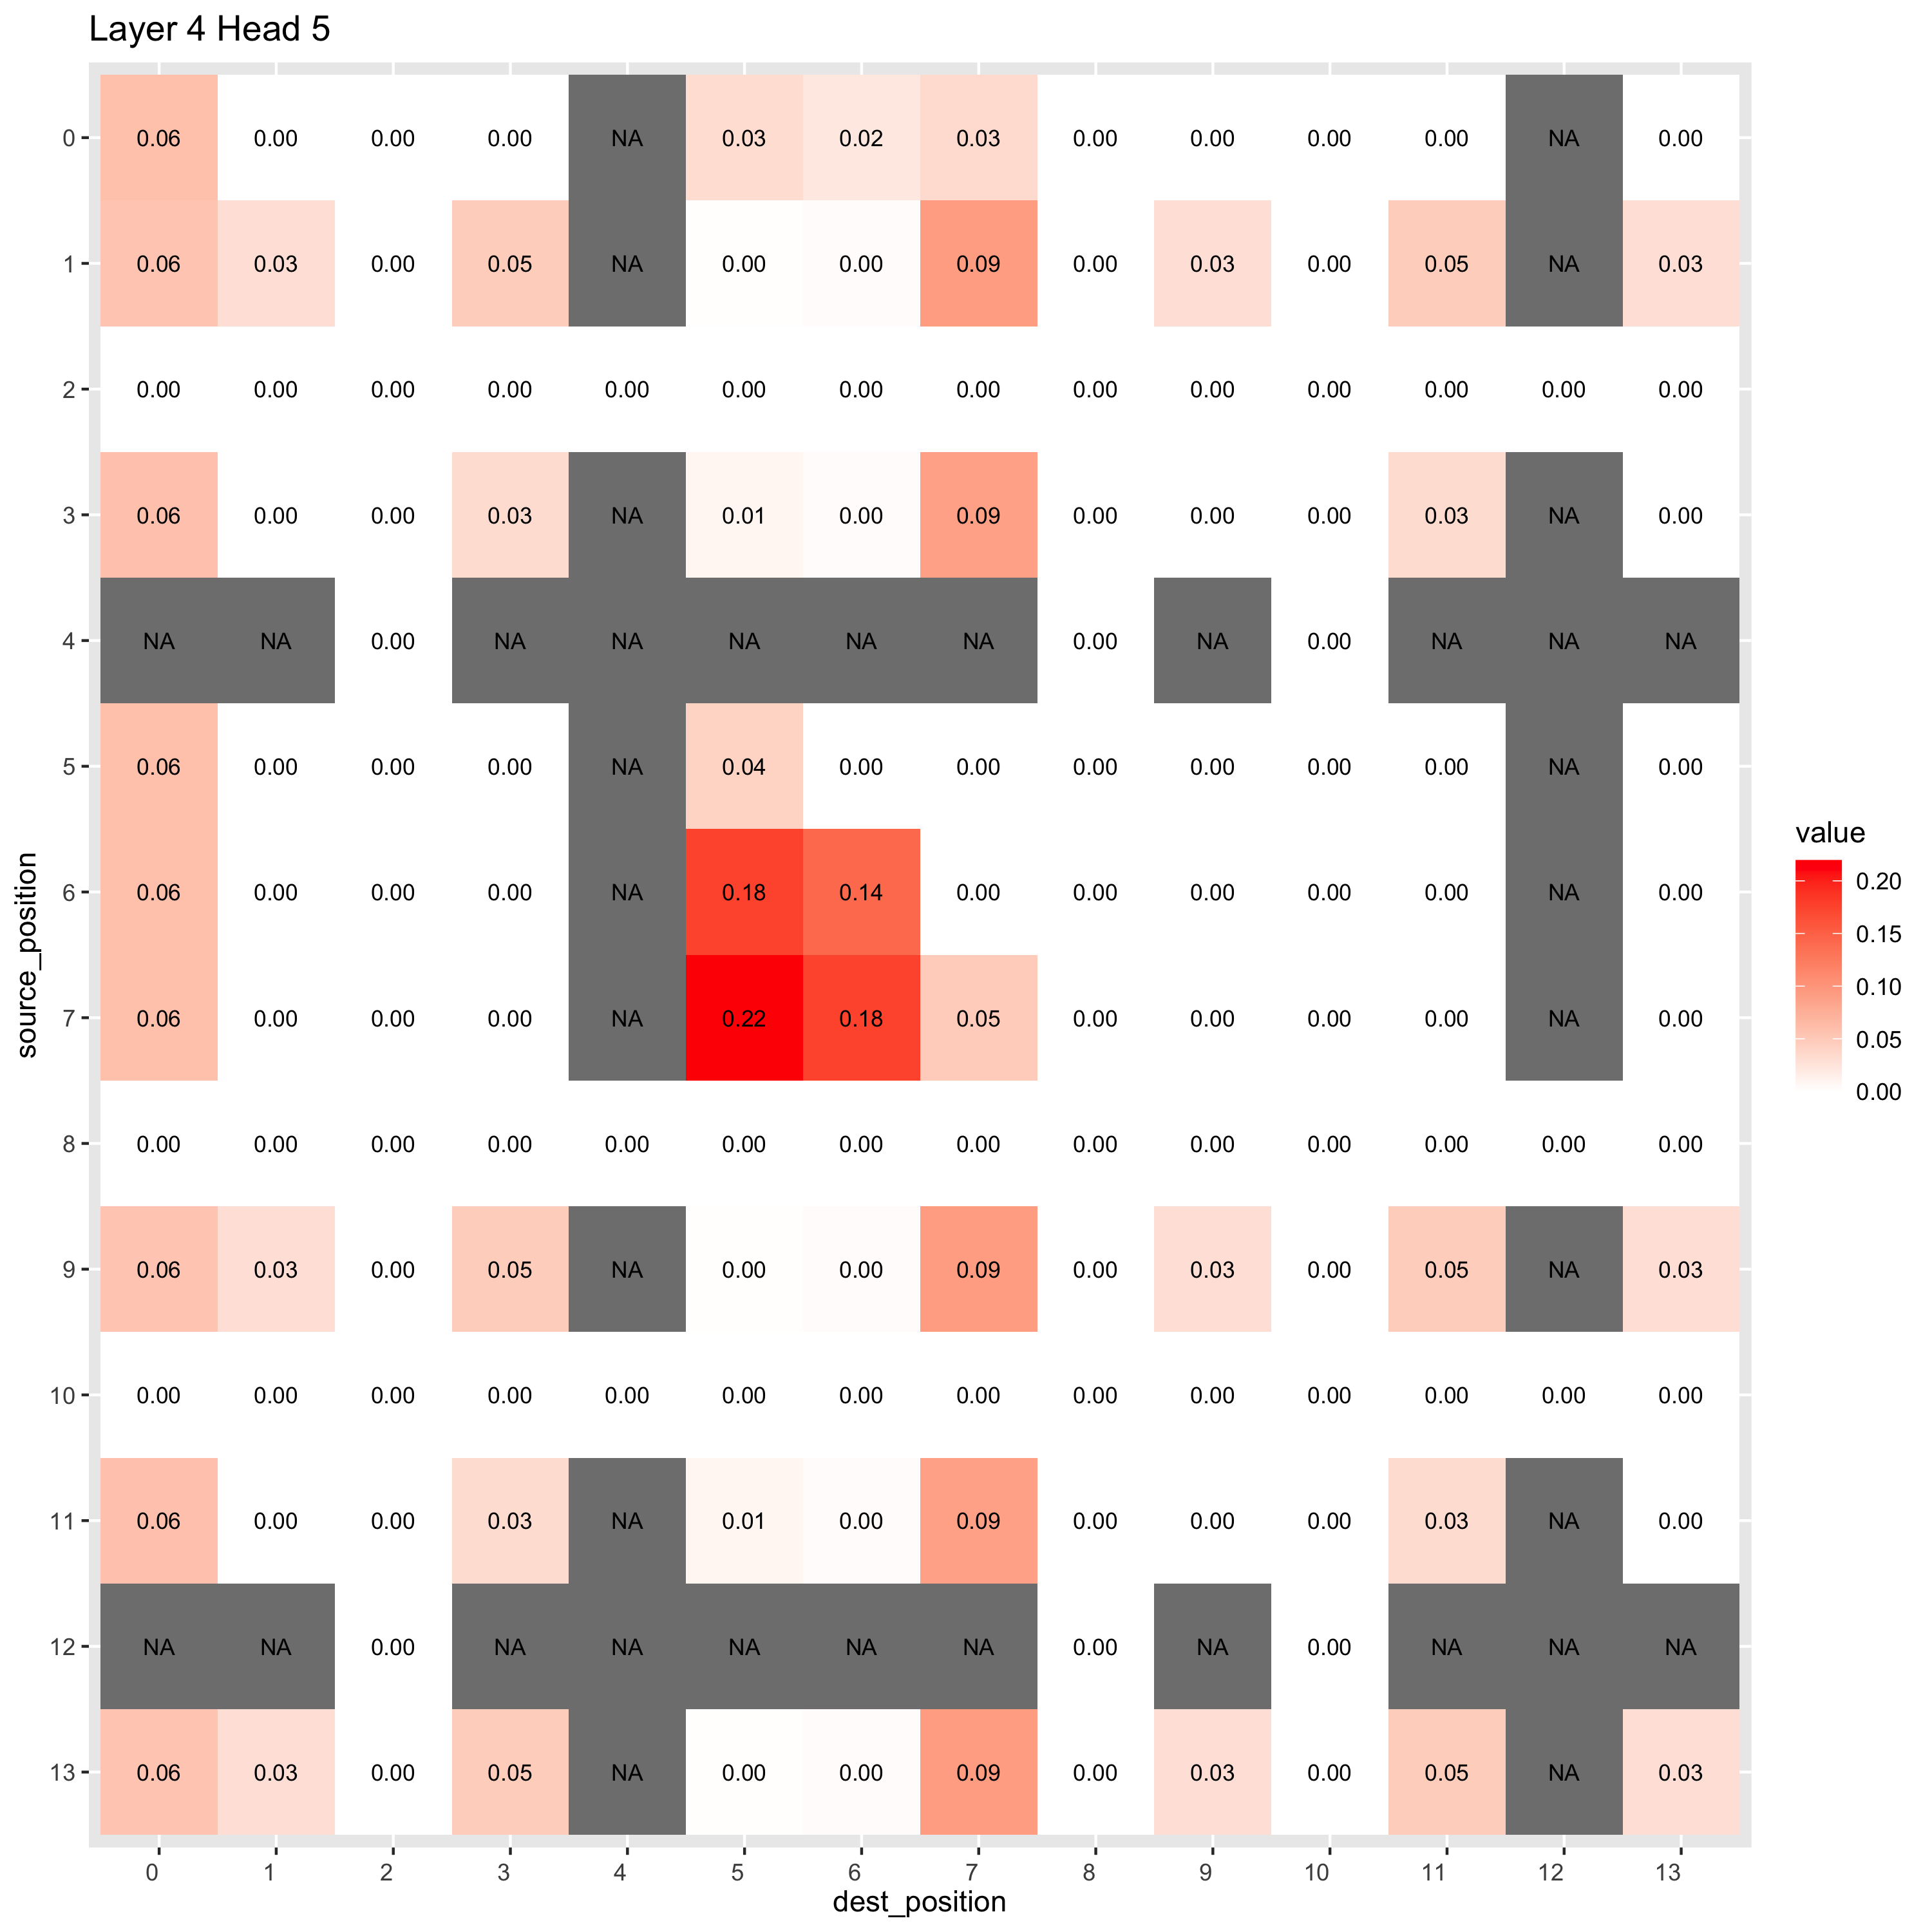 Layer 4 Head 5
0 0.06 0.00 0.00 0.00 NA 0.03 0.02 0.03 0.00 0.00 0.00 0.00 NA 0.00
1 0.06 0.03 0.00 0.05 NA 0.00 0.00 0.09 0.00 0.03 0.00 0.05 NA 0.03
2 0.00 0.00 0.00 0.00 0.00 0.00 0.00 0.00 0.00 0.00 0.00 0.00 0.00 0.00
3 0.06 0.00 0.00 0.03 NA 0.01 0.00 0.09 0.00 0.00 0.00 0.03 NA 0.00
4 NA NA 0.00 NA NA NA NA NA 0.00 NA 0.00 NA NA NA
5 0.06 0.00 0.00 0.00 NA 0.04 0.00 0.00 0.00 0.00 0.00 0.00 NA 0.00
6 0.06 0.00 0.00 0.00 NA 0.18 0.14 0.00 0.00 0.00 0.00 0.00 NA 0.00
7 0.06 0.00 0.00 0.00 NA 0.22 0.18 0.05 0.00 0.00 0.00 0.00 NA 0.00
8 0.00 0.00 0.00 0.00 0.00 0.00 0.00 0.00 0.00 0.00 0.00 0.00 0.00 0.00
9 0.06 0.03 0.00 0.05 NA 0.00 0.00 0.09 0.00 0.03 0.00 0.05 NA 0.03
10 0.00 0.00 0.00 0.00 0.00 0.00 0.00 0.00 0.00 0.00 0.00 0.00 0.00 0.00
11 0.06 0.00 0.00 0.03 NA 0.01 0.00 0.09 0.00 0.00 0.00 0.03 NA 0.00
12 NA NA 0.00 NA NA NA NA NA 0.00 NA 0.00 NA NA NA
13 0.06 0.03 0.00 0.05 NA 0.00 0.00 0.09 0.00 0.03 0.00 0.05 NA 0.03
0 1 2 3 4 5 6 7 8 9 10 11 12 13
dest_position
source_position
value
0.20
0.15
0.10
0.05
0.00